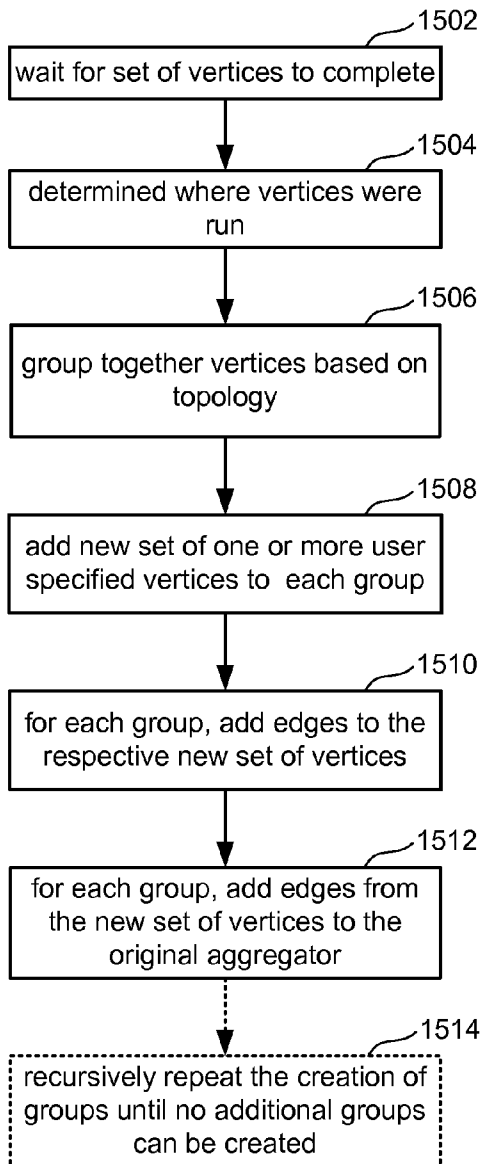 1502
wait for set of vertices to complete
1504
determined where vertices were
run
1506
group together vertices based on
topology
1508
add new set of one or more user
specified vertices to each group
1510
for each group, add edges to the
respective new set of vertices
1512
for each group, add edges from
the new set of vertices to the
original aggregator
1514
recursively repeat the creation of
groups until no additional groups
can be created